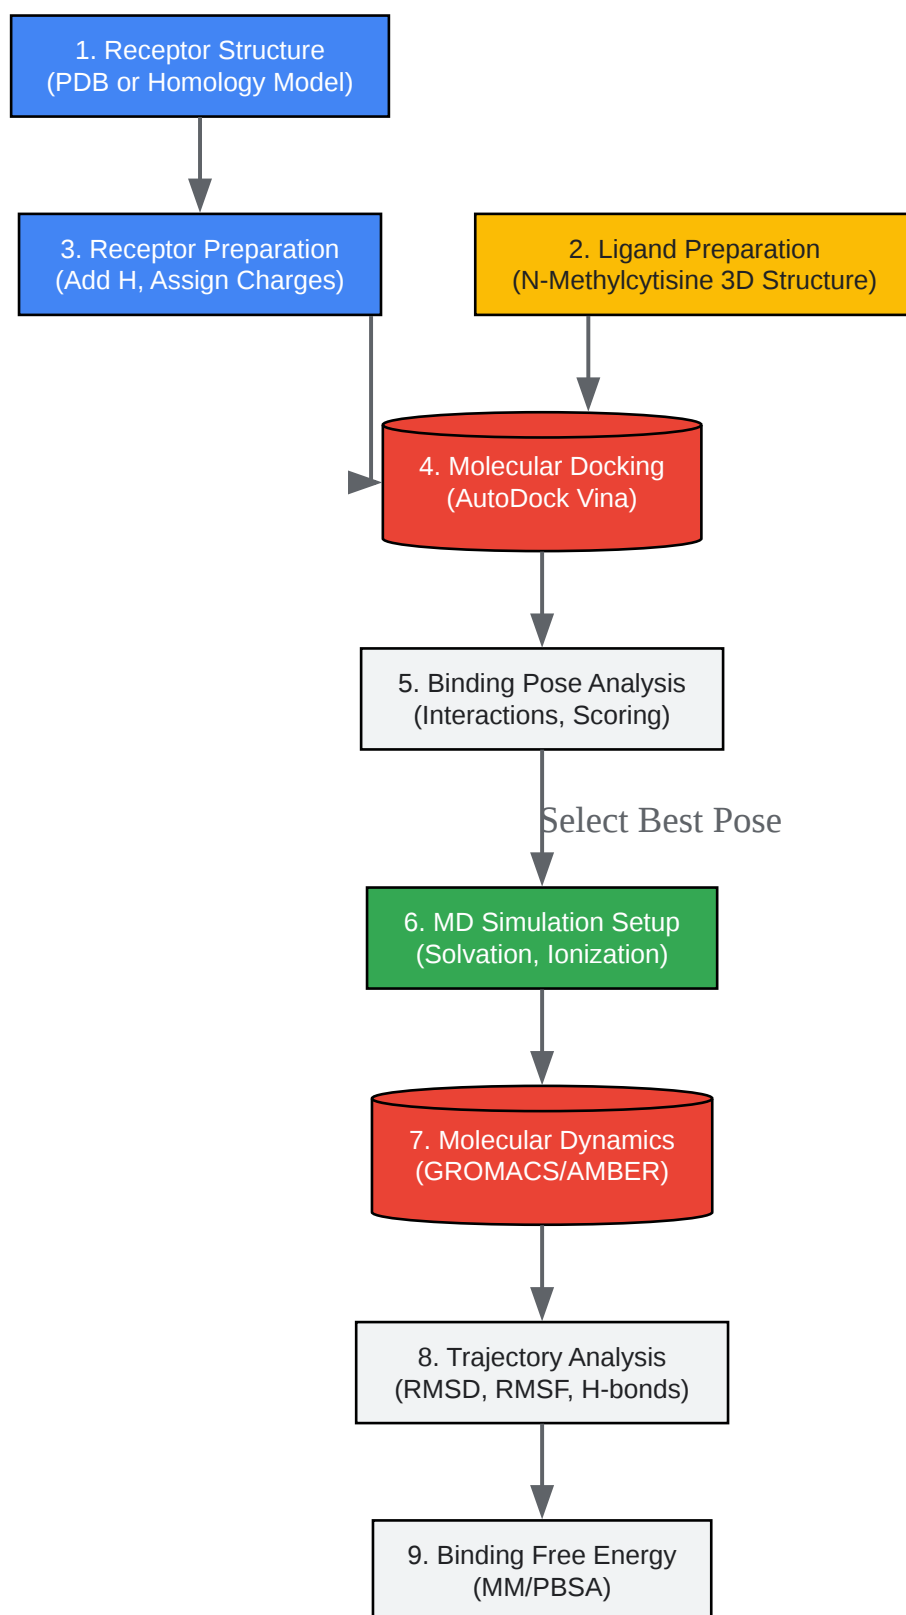 1. Receptor Structure
(PDB or Homology Model)
3. Receptor Preparation
(Add H, Assign Charges)
2. Ligand Preparation
(N-Methylcytisine 3D Structure)
4. Molecular Docking
(AutoDock Vina)
5. Binding Pose Analysis
(Interactions, Scoring)
Select Best Pose
6. MD Simulation Setup
(Solvation, Ionization)
7. Molecular Dynamics
(GROMACS/AMBER)
8. Trajectory Analysis
(RMSD, RMSF, H-bonds)
9. Binding Free Energy
(MM/PBSA)